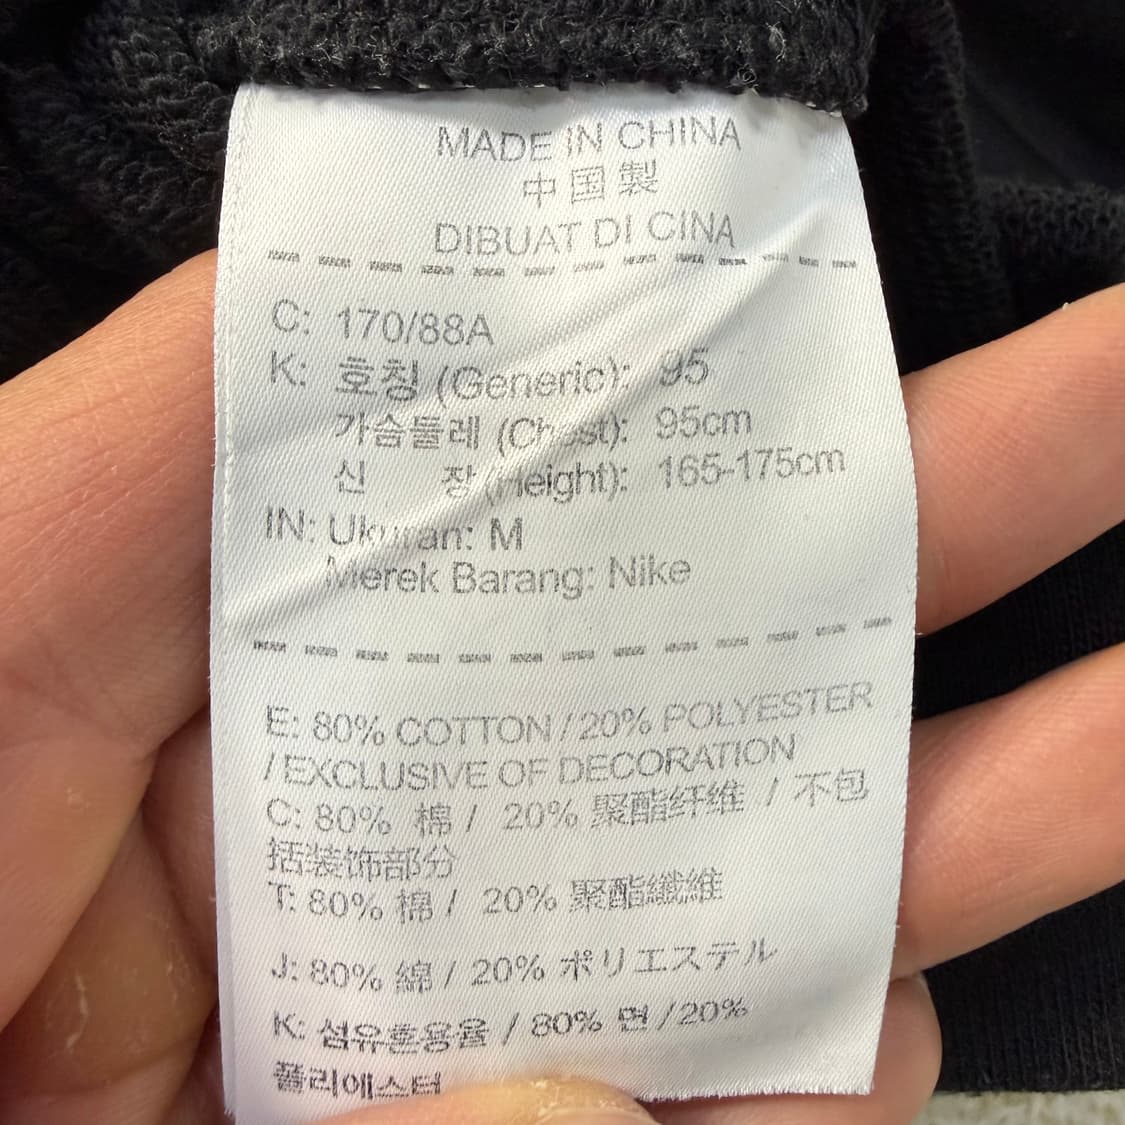 MADE IN CHINA
中国製
DIBUAT DI CINA
C: 170/88A
K: 호칭 (Generic): 95
가슴둘레 (Chest): 95cm
신 장 (Height): 165-175cm
IN: Ukuran: M
Merek Barang: Nike
E: 80% COTTON / 20% POLYESTER
/ EXCLUSIVE OF DECORATION
C: 80% 棉 / 20% 聚酯纤维 / 不包
括装饰部分
T: 80% 棉 / 20% 聚酯纖維
J: 80% 綿 / 20% ポリエステル
K: 섬유혼용율 / 80% 면 / 20%
폴리에스터